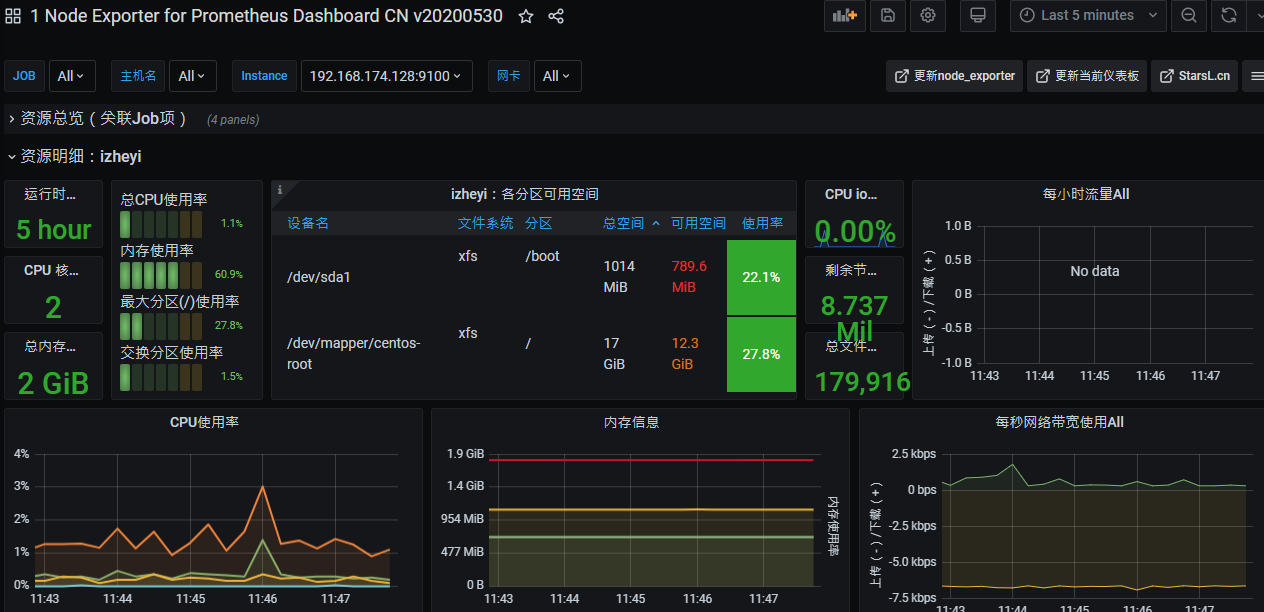 1 Node Exporter for Prometheus Dashboard CN v20200530
Last 5 minutes
JOB All 主机名 All Instance 192.168.174.128:9100 网卡 All 更新node_exporter 更新当前仪表板 StarsL.cn
资源总览（关联Job项） (4 panels)
资源明细：izheyi
运行时...
5 hour
CPU 核...
2
总内存...
2 GiB
总CPU使用率
1.1%
内存使用率
60.9%
最大分区(/)使用率
27.8%
交换分区使用率
1.5%
izheyi：各分区可用空间
设备名 文件系统 分区 总空间 可用空间 使用率
/dev/sda1 xfs /boot 1014 MiB 789.6 MiB 22.1%
/dev/mapper/centos-root xfs / 17 GiB 12.3 GiB 27.8%
CPU io...
0.00%
剩余节...
8.737 Mil
总文件...
179,916
每小时流量All
上传 (-) /下载 (+)
1.0 B
0.5 B
0 B
-0.5 B
-1.0 B
No data
11:43 11:44 11:45 11:46 11:47
CPU使用率
4%
3%
2%
1%
0%
11:43 11:44 11:45 11:46 11:47
内存信息
1.9 GiB
1.4 GiB
954 MiB
477 MiB
0 B
内存使用率
11:43 11:44 11:45 11:46 11:47
每秒网络带宽使用All
上传 (-) /下载 (+)
2.5 kbps
0 bps
-2.5 kbps
-5.0 kbps
-7.5 kbps
11:43 11:44 11:45 11:46 11:47